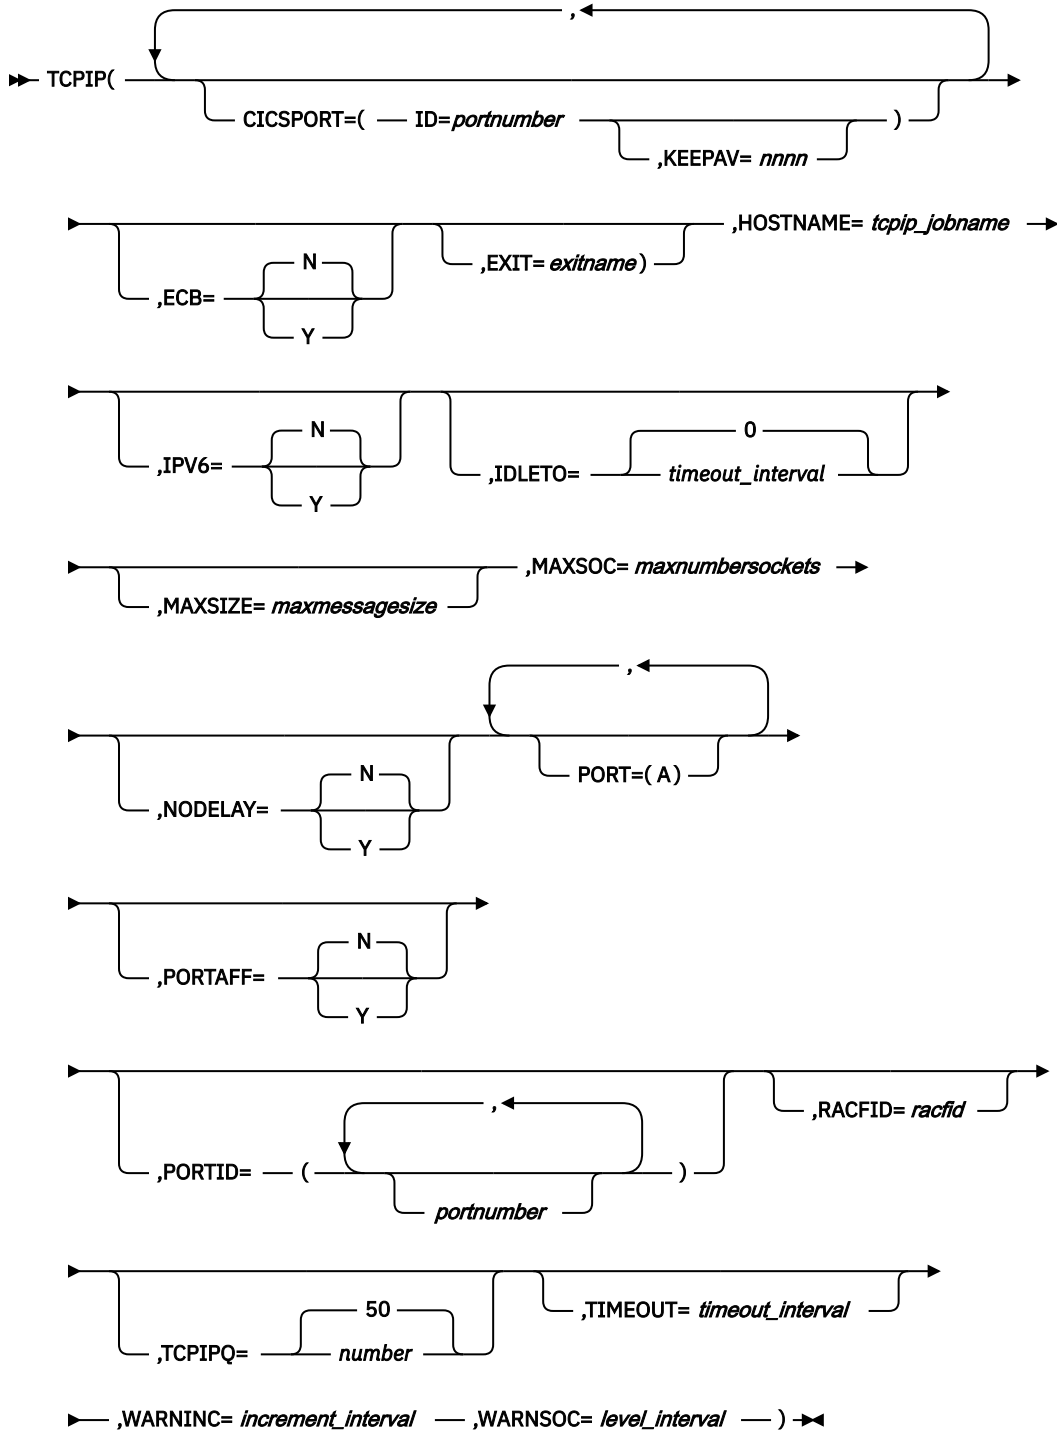 ,
TCPIP(
CICSPORT=( ID=portnumber )
,KEEPAV= nnnn
,HOSTNAME= tcpip_jobname
N
,EXIT= exitname )
,ECB=
Y
N
0
,IPV6=
,IDLETO= timeout_interval
Y
,MAXSOC= maxnumbersockets
,MAXSIZE= maxmessagesize
,
N
PORT=( A )
,NODELAY=
Y
N
,PORTAFF=
Y
,
,RACFID= racfid
,PORTID= ( )
portnumber
50
,TIMEOUT= timeout_interval
,TCPIPQ= number
,WARNINC= increment_interval ,WARNSOC= level_interval )